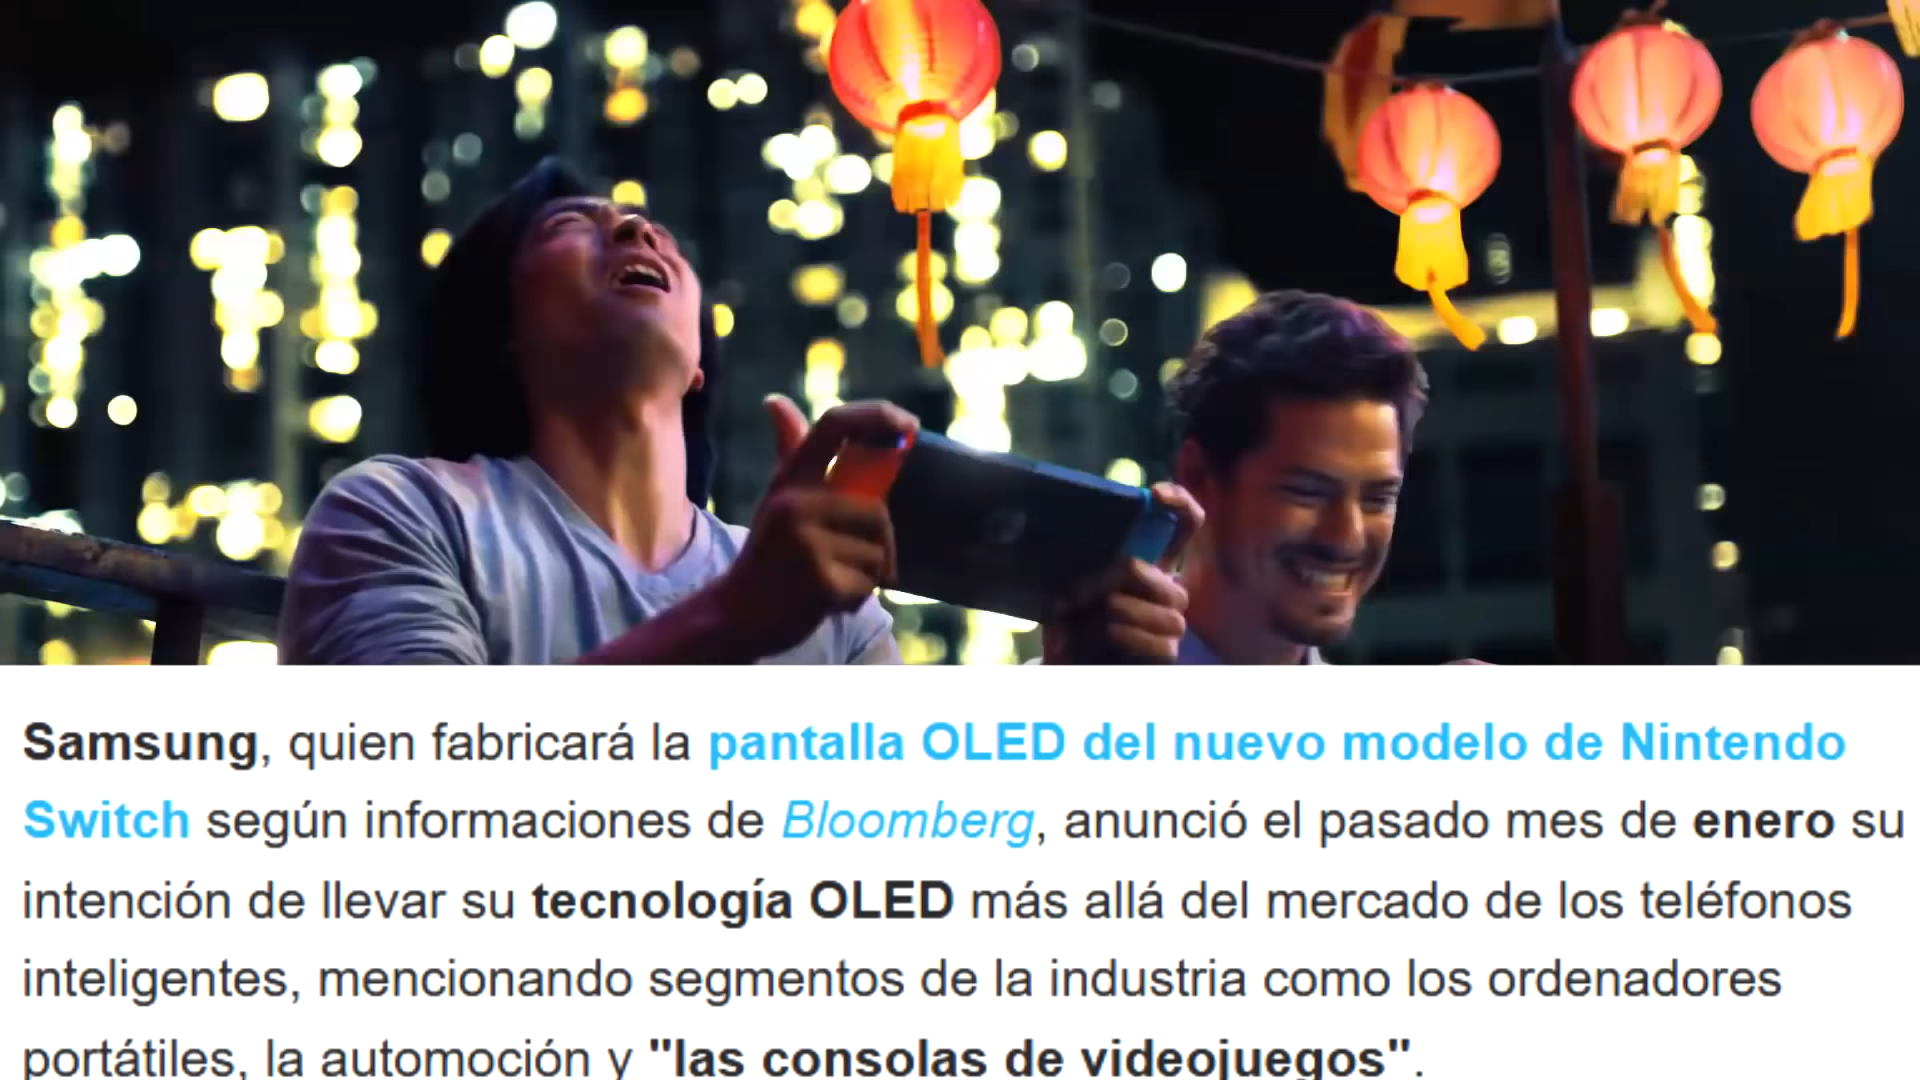 Samsung, quien fabricará la pantalla OLED del nuevo modelo de Nintendo
Switch según informaciones de Bloomberg, anunció el pasado mes de enero su
intención de llevar su tecnología OLED más allá del mercado de los teléfonos
inteligentes, mencionando segmentos de la industria como los ordenadores
portátiles, la automoción y "las consolas de videojuegos".